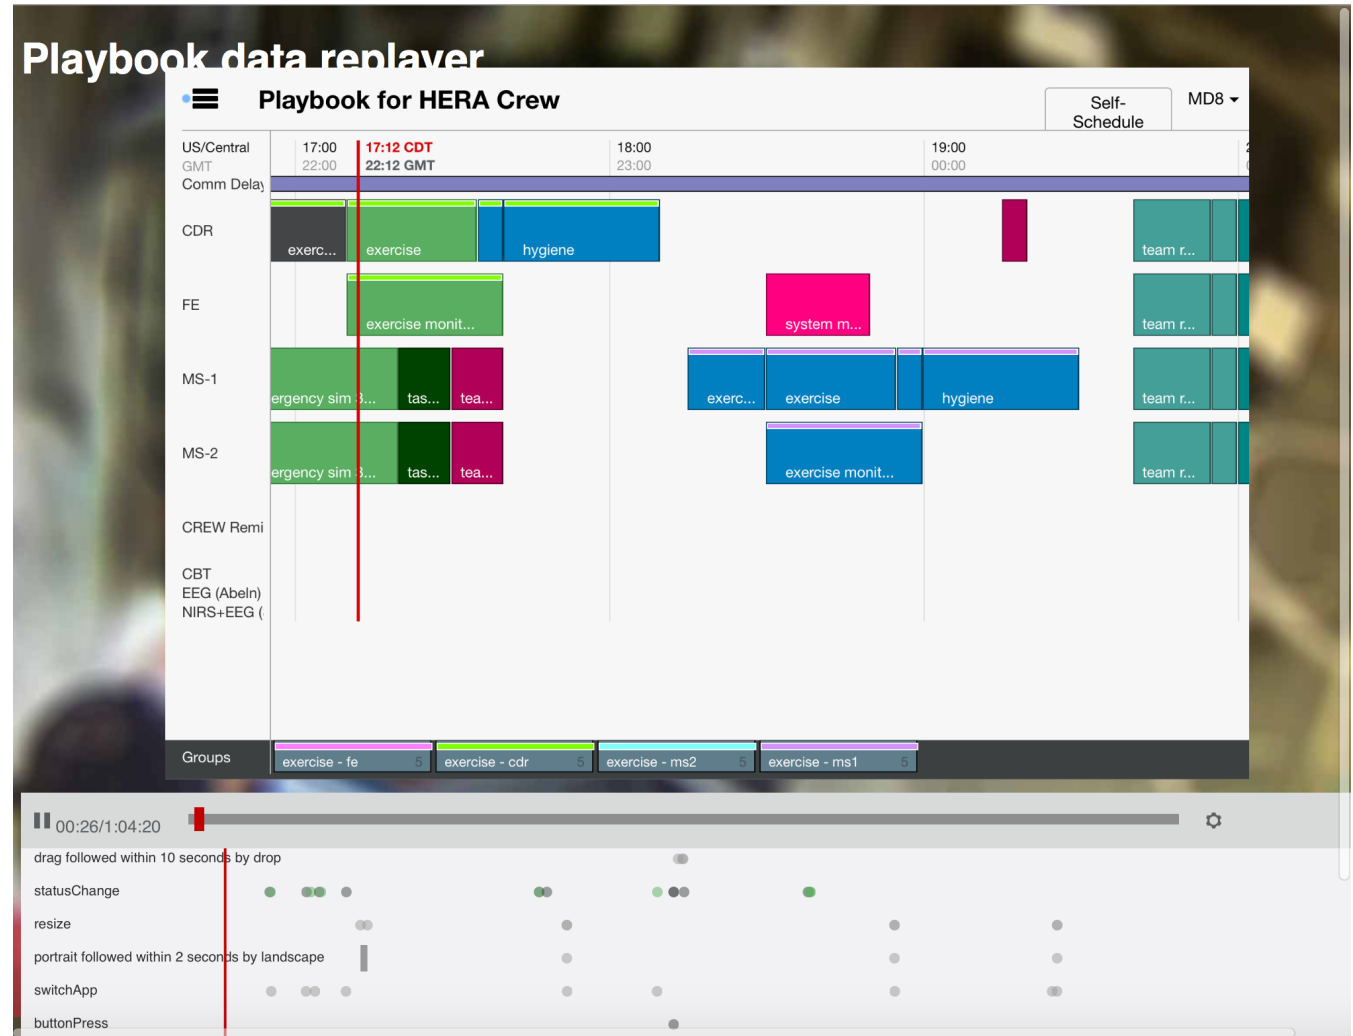 Playbook data replayer
Playbook for HERA Crew
Self-
Schedule
MD8
US/Central 17:00 17:12 CDT 18:00 19:00
GMT 22:00 22:12 GMT 23:00 00:00
Comm Delay
CDR exerc... exercise hygiene team r...
FE exercise monit... system m... team r...
MS-1 ergency sim 3... tas... tea... exerc... exercise hygiene team r...
MS-2 ergency sim 3... tas... tea... exercise monit... team r...
CREW Remi
CBT
EEG (Abeln)
NIRS+EEG (
Groups exercise - fe 5 exercise - cdr 5 exercise - ms2 5 exercise - ms1 5
00:26/1:04:20
drag followed within 10 seconds by drop
statusChange
resize
portrait followed within 2 seconds by landscape
switchApp
buttonPress